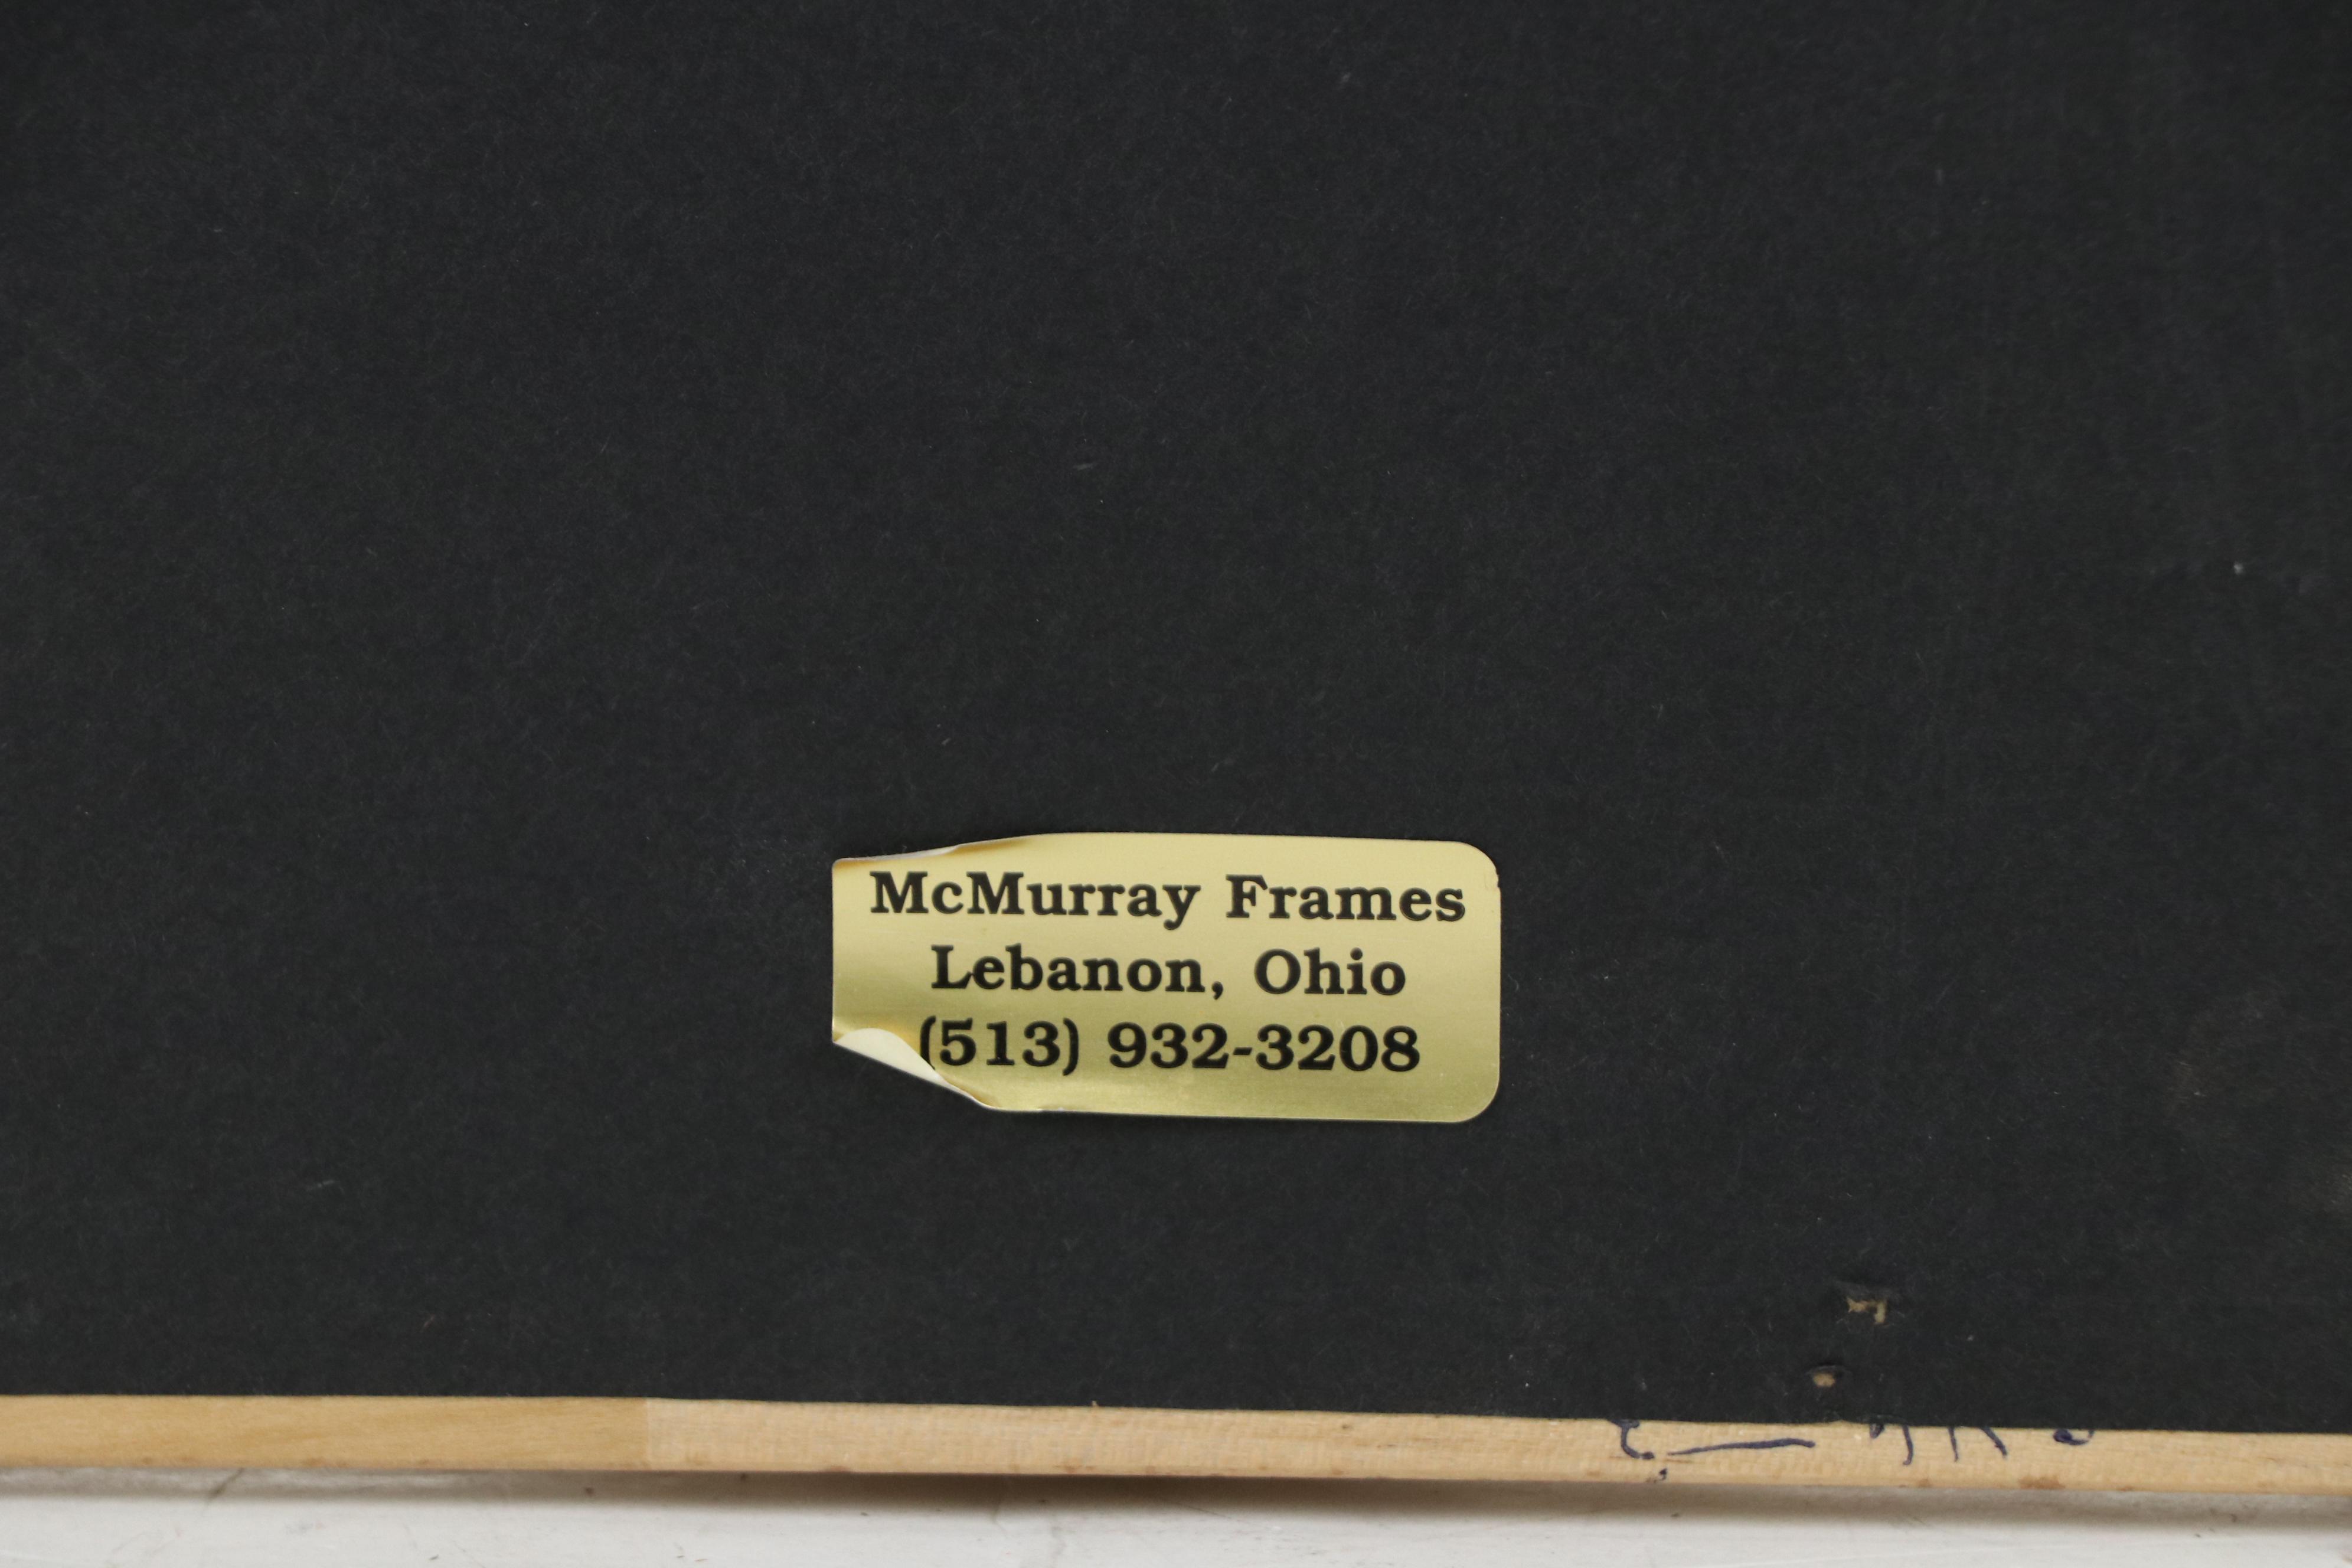 McMurray Frames
Lebanon, Ohio
(513) 932-3208